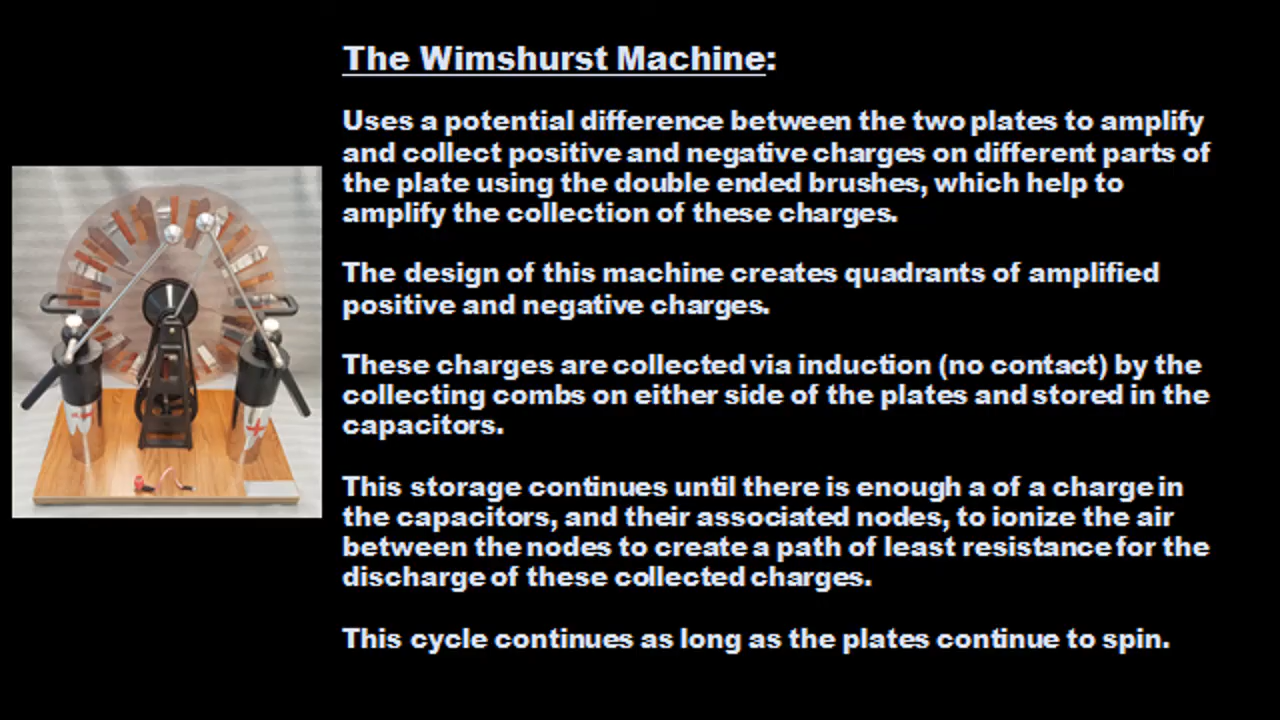 The Wimshurst Machine:
Uses a potential difference between the two plates to amplify
and collect positive and negative charges on different parts of
the plate using the double ended brushes, which help to
amplify the collection of these charges.
The design of this machine creates quadrants of amplified
positive and negative charges.
These charges are collected via induction (no contact) by the
collecting combs on either side of the plates and stored in the
capacitors.
This storage continues until there is enough a of a charge in
the capacitors, and their associated nodes, to ionize the air
between the nodes to create a path of least resistance for the
discharge of these collected charges.
This cycle continues as long as the plates continue to spin.